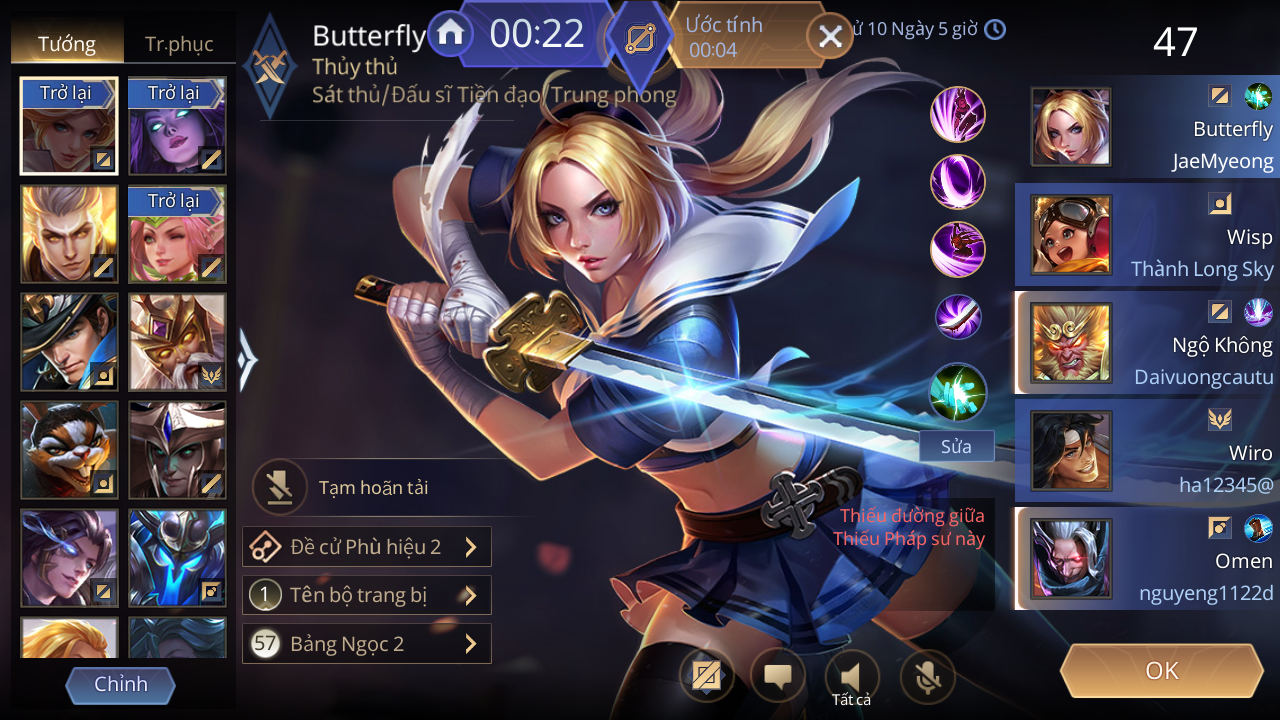 Tướng
Tr.phục
Trở lại
Trở lại
Trở lại
Chỉnh
Butterfly
Thủy thủ
Sát thủ/Đấu sĩ Tiền đạo/Trung phong
00:22
Ước tính
00:04
ử 10 Ngày 5 giờ
47
Butterfly
JaeMyeong
Wisp
Thành Long Sky
Ngộ Không
Daivuongcautu
Wiro
ha12345@
Omen
nguyeng1122d
Sửa
Thiếu đường giữa
Thiếu Pháp sư này
Tạm hoãn tải
Đề cử Phù hiệu 2
1 Tên bộ trang bị
57 Bảng Ngọc 2
Tất cả
OK